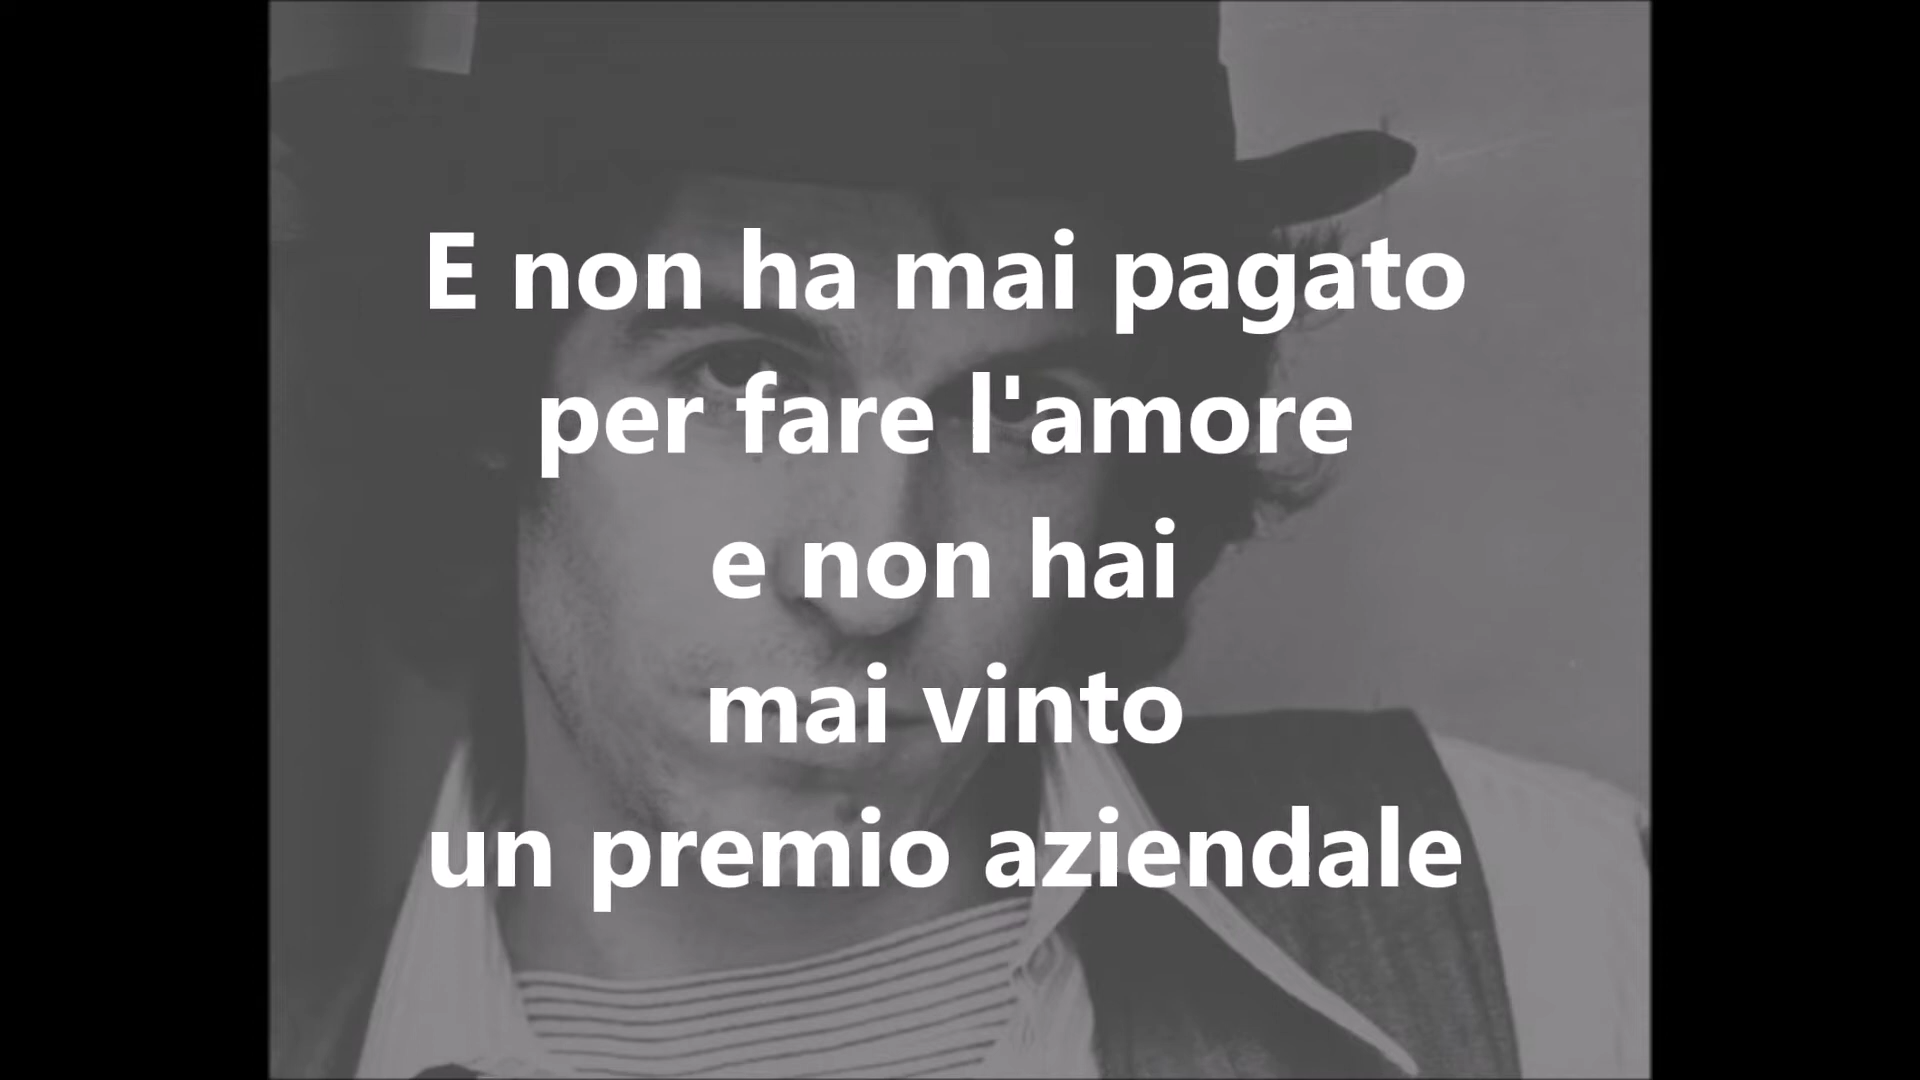 E non ha mai pagato
per fare l'amore
e non hai
mai vinto
un premio aziendale